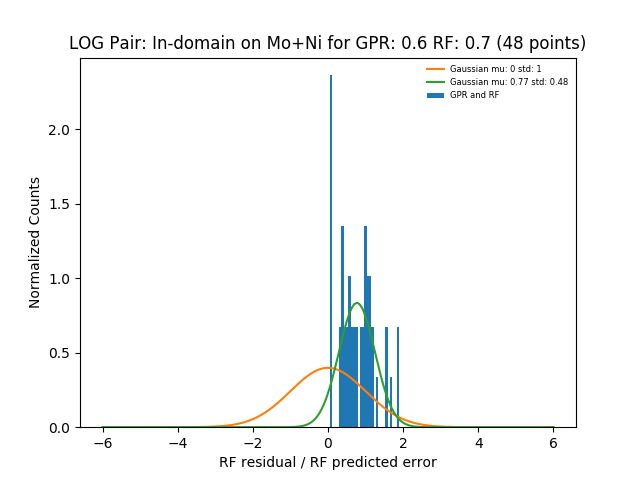 LOG Pair: In-domain on Mo+Ni for GPR: 0.6 RF: 0.7 (48 points)
Gaussian mu: 0 std: 1
Gaussian mu: 0.77 std: 0.48
GPR and RF
Normalized Counts
2.0
1.5
1.0
0.5
0.0
−6 −4 −2 0 2 4 6
RF residual / RF predicted error